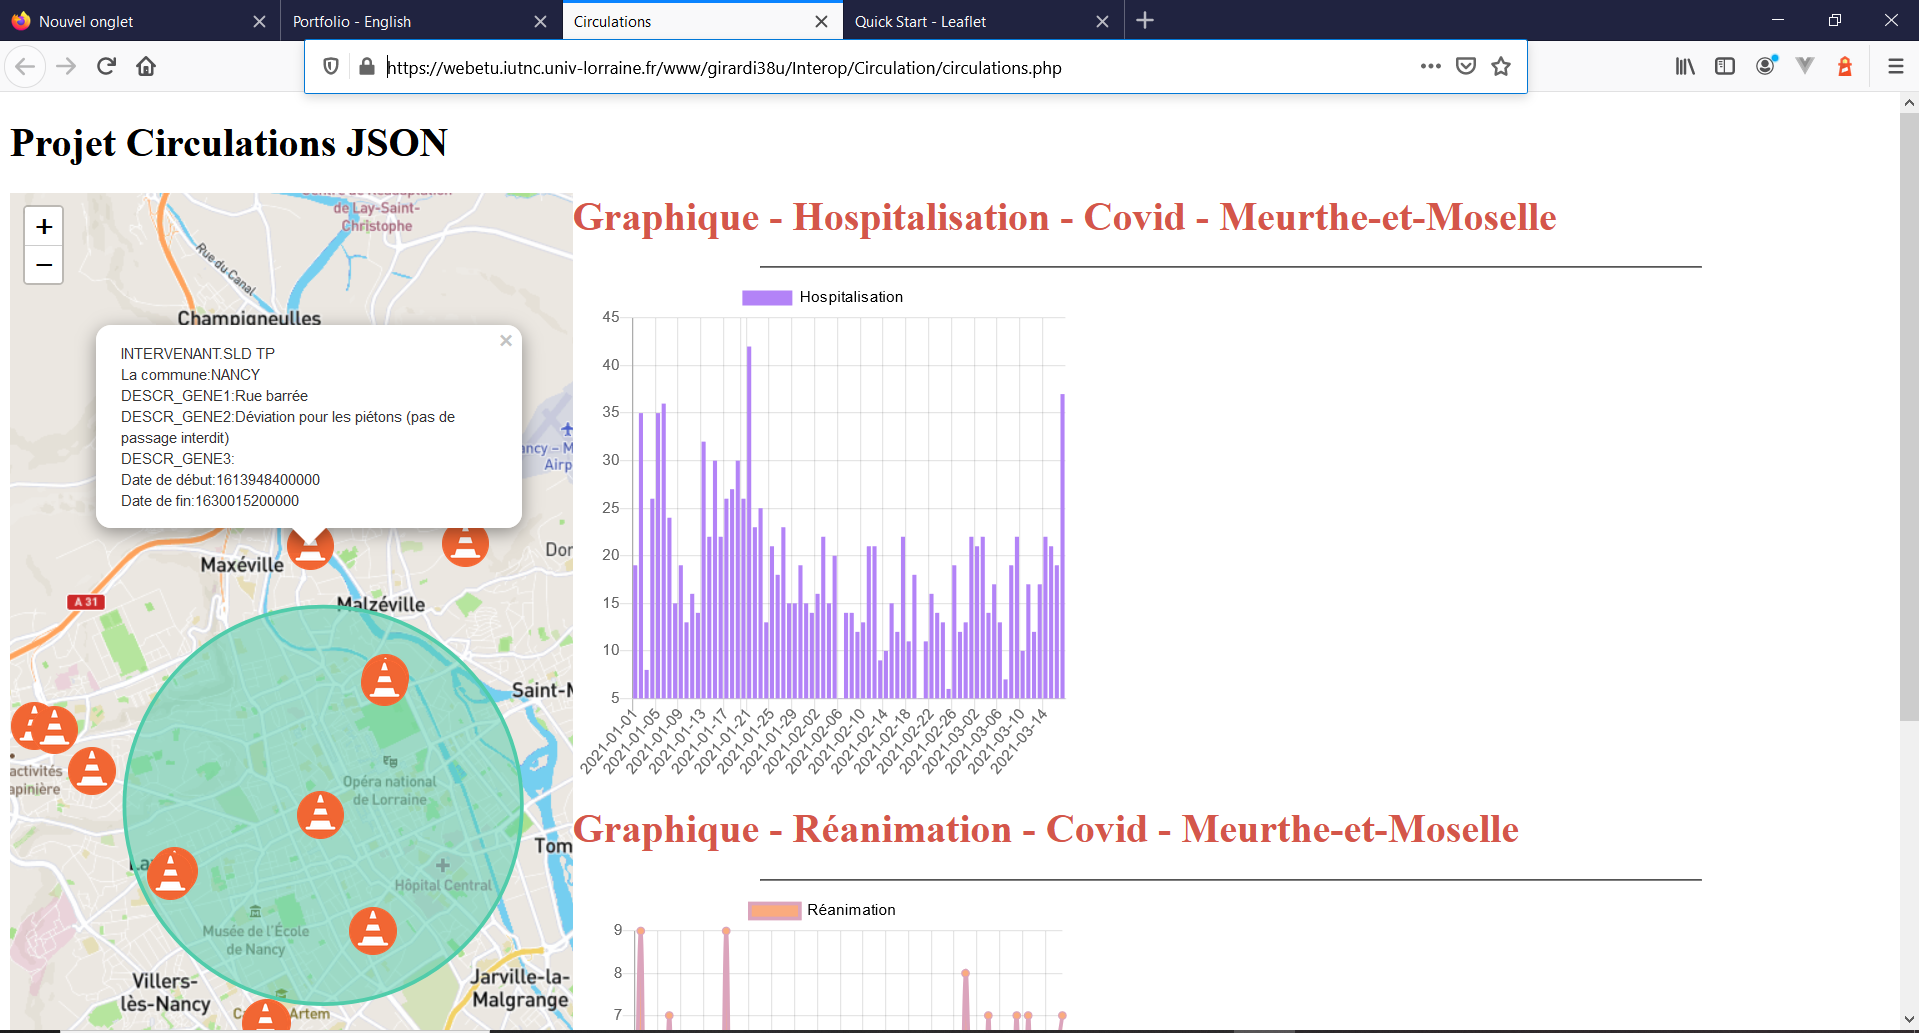 Nouvel onglet
Portfolio - English
Circulations
Quick Start - Leaflet
https://webetu.iutnc.univ-lorraine.fr/www/girardi38u/Interop/Circulation/circulations.php
Projet Circulations JSON
de Lay-Saint-
Christophe
Rue du Canal
Champigneulles
+
−
INTERVENANT.SLD TP
La commune:NANCY
DESCR_GENE1:Rue barrée
DESCR_GENE2:Déviation pour les piétons (pas de
passage interdit)
DESCR_GENE3:
Date de début:1613948400000
Date de fin:1630015200000
×
ancy – M
Airp
Maxéville
Dor
A 31
Malzéville
Saint-M
activités
apinière
Opéra national
de Lorraine
Tom
La
Hôpital Central
Musée de l'École
de Nancy
Villers-
lès-Nancy
Jarville-la-
Malgrange
Ca
Artem
Graphique - Hospitalisation - Covid - Meurthe-et-Moselle
Hospitalisation
45
40
35
30
25
20
15
10
5
2021-01-01
2021-01-05
2021-01-09
2021-01-13
2021-01-17
2021-01-21
2021-01-25
2021-01-29
2021-02-02
2021-02-06
2021-02-10
2021-02-14
2021-02-18
2021-02-22
2021-02-26
2021-03-02
2021-03-06
2021-03-10
2021-03-14
Graphique - Réanimation - Covid - Meurthe-et-Moselle
Réanimation
9
8
7